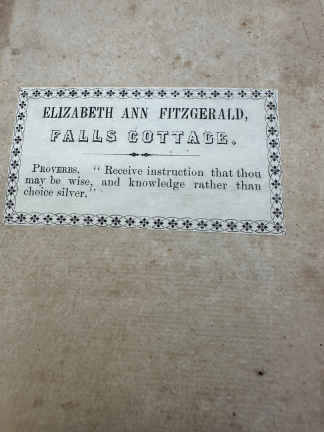 ELIZABETH ANN FITZGERALD,
FALLS COTTAGE.
PROVERBS. "Receive instruction that thou
may be wise, and knowledge rather than
choice silver."